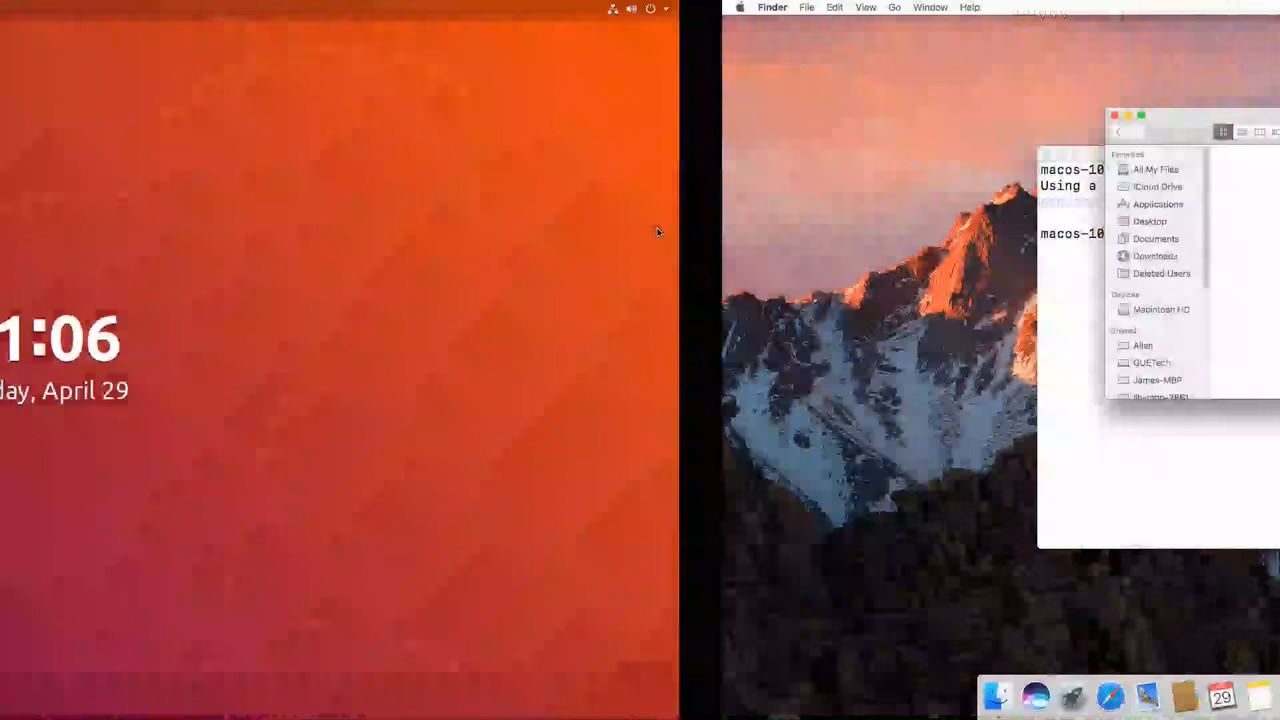 1:06
day, April 29
Finder File Edit View Go Window Help
macos-10
Using a
macos-10
Favorites
All My Files
iCloud Drive
Applications
Desktop
Documents
Downloads
Deleted Users
Devices
Macintosh HD
Shared
Alien
GUETech
James-MBP
29